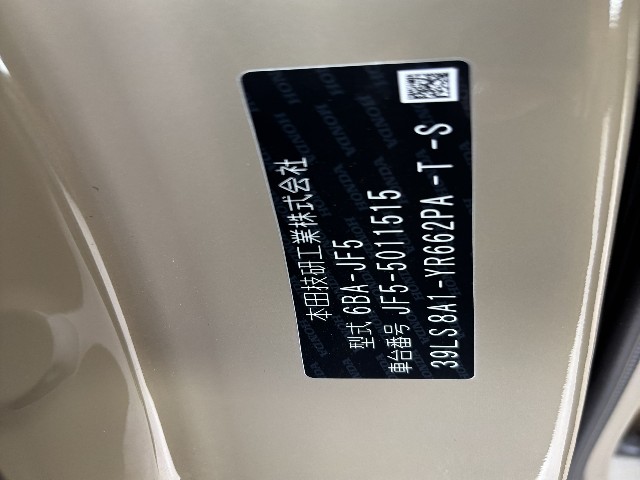 本田技研工業株式会社
型式 6BA-JF5
車台番号 JF5-5011515
39LS8A1-YR662PA-T-S